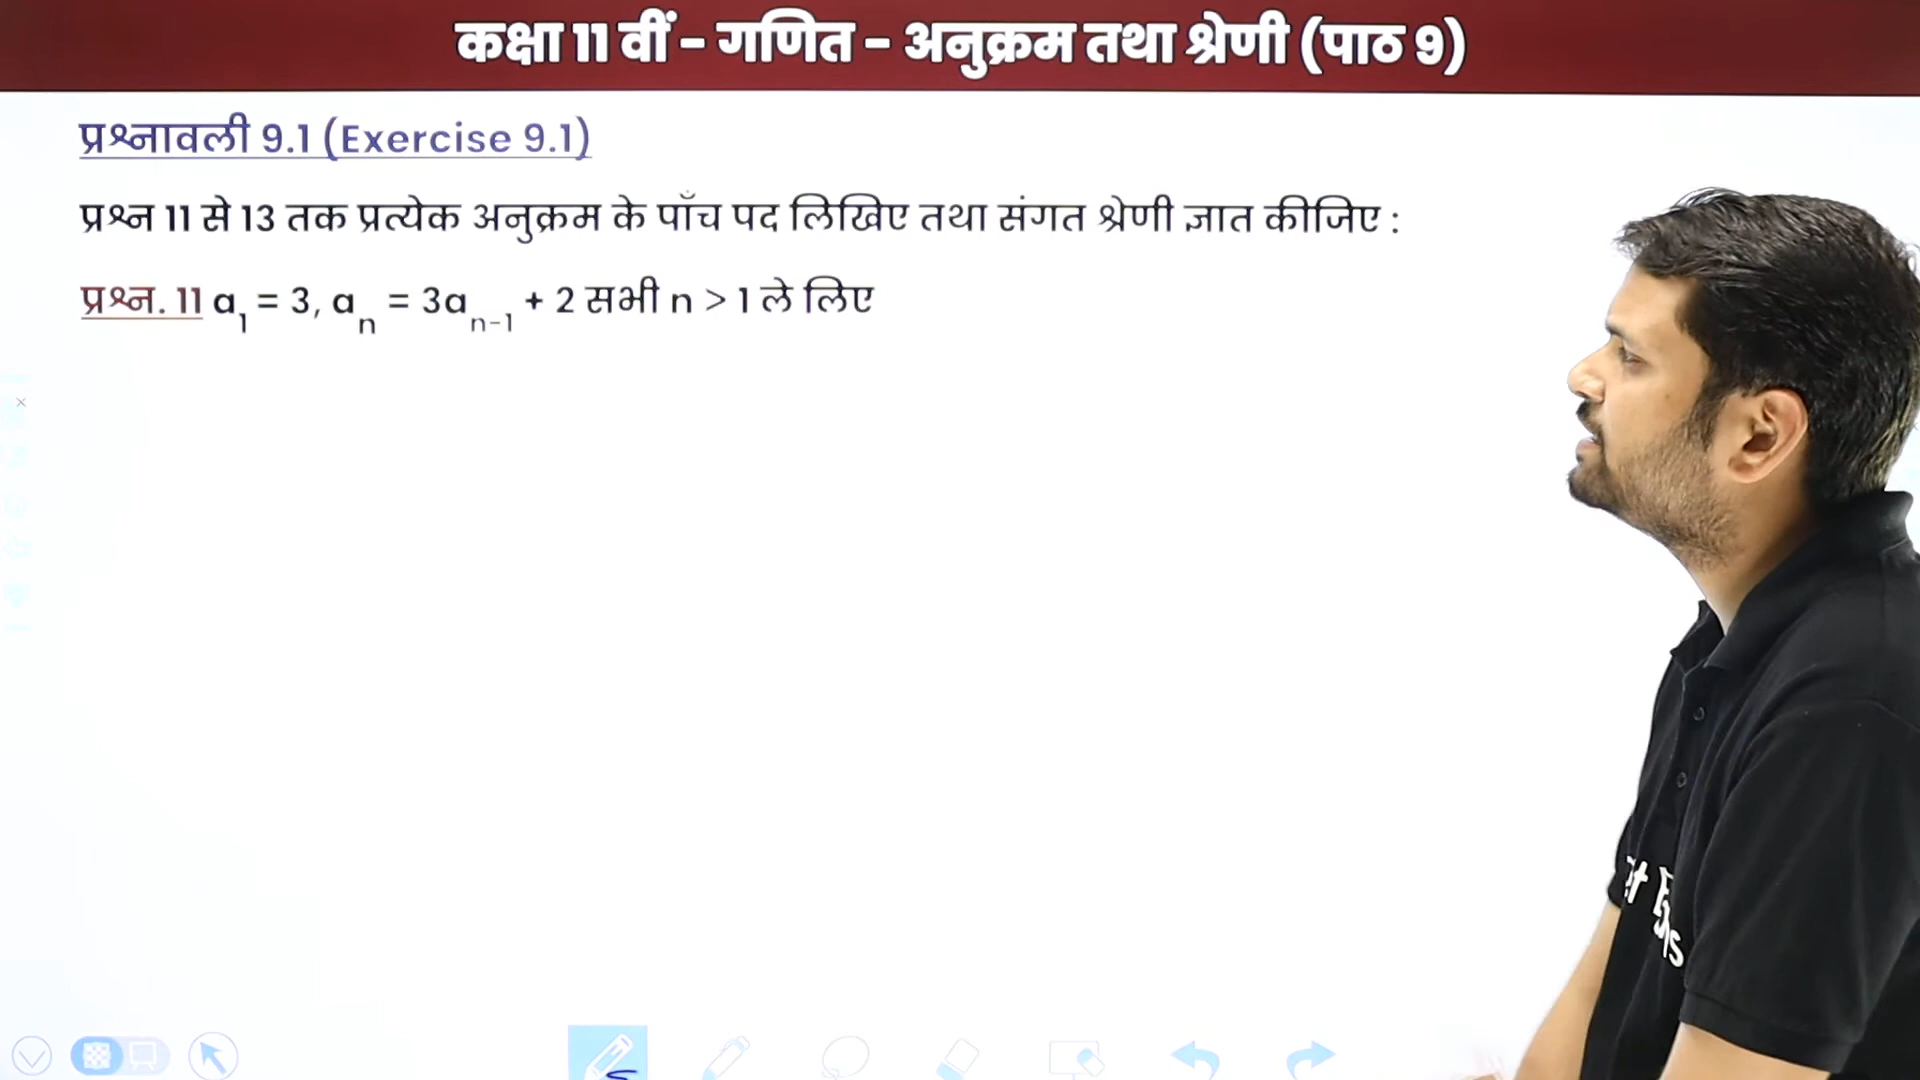 कक्षा 11 वीं - गणित - अनुक्रम तथा श्रेणी (पाठ 9)
प्रश्नावली 9.1 (Exercise 9.1)
प्रश्न 11 से 13 तक प्रत्येक अनुक्रम के पाँच पद लिखिए तथा संगत श्रेणी ज्ञात कीजिए :
प्रश्न. 11 a₁ = 3, aₙ = 3aₙ₋₁ + 2 सभी n > 1 ले लिए